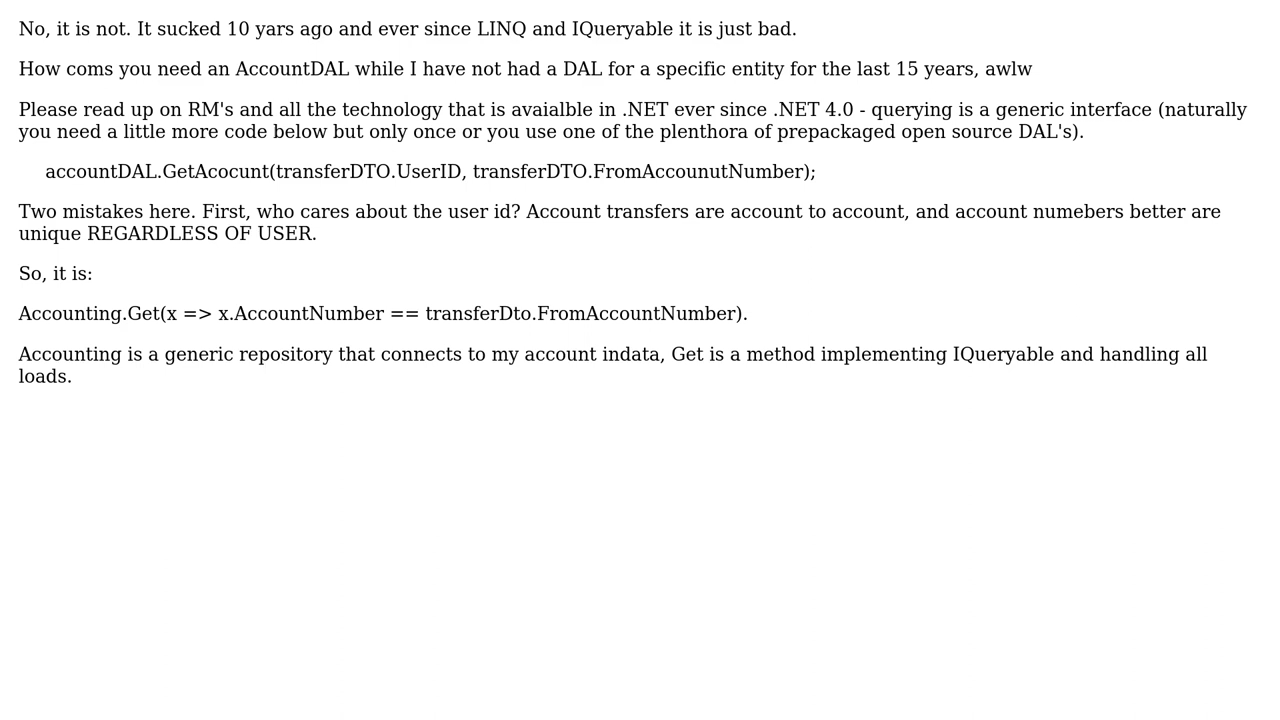 No, it is not. It sucked 10 yars ago and ever since LINQ and IQueryable it is just bad.
How coms you need an AccountDAL while I have not had a DAL for a specific entity for the last 15 years, awlw
Please read up on RM's and all the technology that is avaialble in .NET ever since .NET 4.0 - querying is a generic interface (naturally
you need a little more code below but only once or you use one of the plenthora of prepackaged open source DAL's).
accountDAL.GetAcocunt(transferDTO.UserID, transferDTO.FromAccounutNumber);
Two mistakes here. First, who cares about the user id? Account transfers are account to account, and account numebers better are
unique REGARDLESS OF USER.
So, it is:
Accounting.Get(x => x.AccountNumber == transferDto.FromAccountNumber).
Accounting is a generic repository that connects to my account indata, Get is a method implementing IQueryable and handling all
loads.